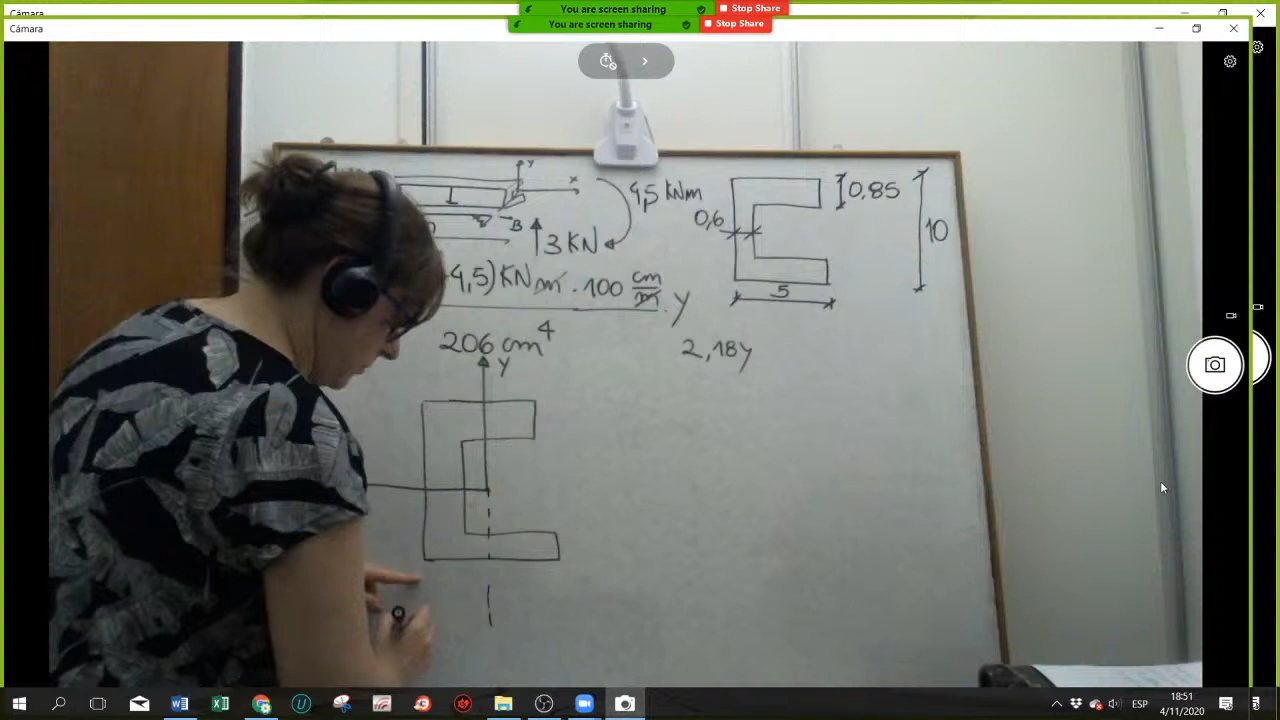 Cámara
You are screen sharing
Stop Share
Cámara
You are screen sharing
Stop Share
Y
X
I
B
3 KN
4,5 KNm
0,6
0,85
10
5
4,5) KNm . 100 cm/m . y
206 cm⁴
2,18y
Y
ESP
18:51
4/11/2020